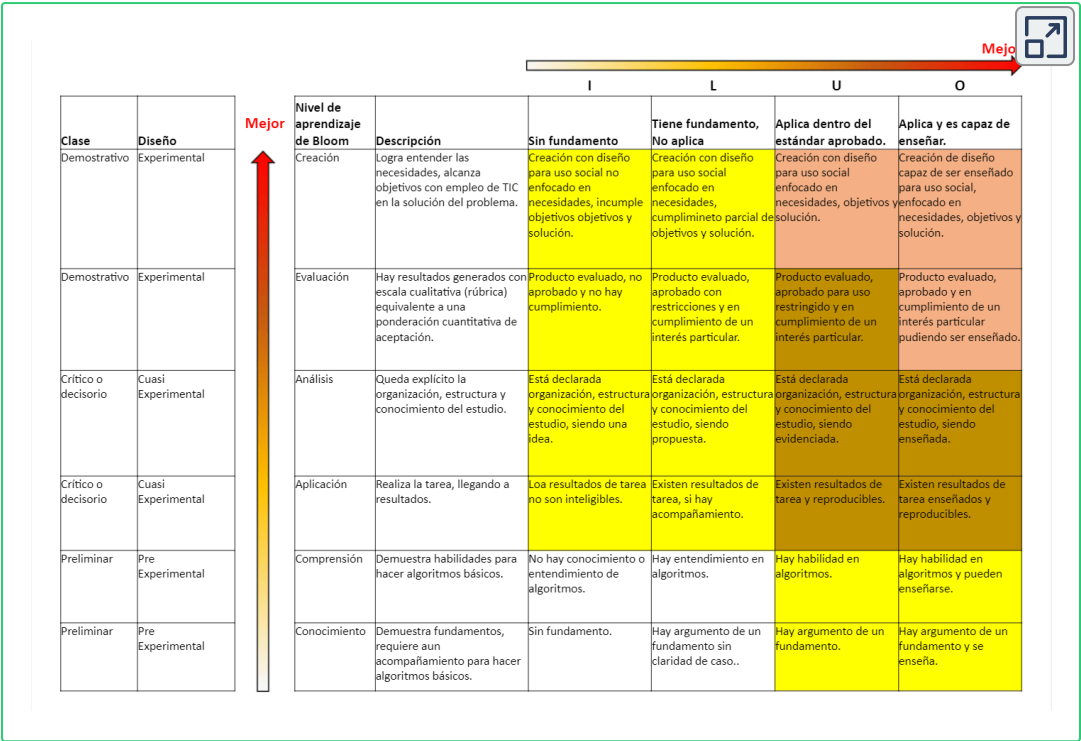 Mejo
I L U O
Clase
Diseño
Mejor
Nivel de
aprendizaje
de Bloom
Descripción
Sin fundamento
Tiene fundamento,
No aplica
Aplica dentro del
estándar aprobado.
Aplica y es capaz de
enseñar.
Demostrativo
Experimental
Creación
Logra entender las
necesidades, alcanza
objetivos con empleo de TIC
en la solución del problema.
Creación con diseño
para uso social no
enfocado en
necesidades, incumple
objetivos objetivos y
solución.
Creación con diseño
para uso social
enfocado en
necesidades,
cumplimineto parcial de
objetivos y solución.
Creación con diseño
para uso social
enfocado en
necesidades, objetivos y
solución.
Creación de diseño
capaz de ser enseñado
para uso social,
enfocado en
necesidades, objetivos y
solución.
Demostrativo
Experimental
Evaluación
Hay resultados generados con
escala cualitativa (rúbrica)
equivalente a una
ponderación cuantitativa de
aceptación.
Producto evaluado, no
aprobado y no hay
cumplimiento.
Producto evaluado,
aprobado con
restricciones y en
cumplimiento de un
interés particular.
Producto evaluado,
aprobado para uso
restringido y en
cumplimiento de un
interés particular.
Producto evaluado,
aprobado y en
cumplimiento de un
interés particular
pudiendo ser enseñado.
Crítico o
decisorio
Cuasi
Experimental
Análisis
Queda explícito la
organización, estructura y
conocimiento del estudio.
Está declarada
organización, estructura
y conocimiento del
estudio, siendo una
idea.
Está declarada
organización, estructura
y conocimiento del
estudio, siendo
propuesta.
Está declarada
organización, estructura
y conocimiento del
estudio, siendo
evidenciada.
Está declarada
organización, estructura
y conocimiento del
estudio, siendo
enseñada.
Crítico o
decisorio
Cuasi
Experimental
Aplicación
Realiza la tarea, llegando a
resultados.
Loa resultados de tarea
no son inteligibles.
Existen resultados de
tarea, si hay
acompañamiento.
Existen resultados de
tarea y reproducibles.
Existen resultados de
tarea enseñados y
reproducibles.
Preliminar
Pre
Experimental
Comprensión
Demuestra habilidades para
hacer algoritmos básicos.
No hay conocimiento o
entendimiento de
algoritmos.
Hay entendimiento en
algoritmos.
Hay habilidad en
algoritmos.
Hay habilidad en
algoritmos y pueden
enseñarse.
Preliminar
Pre
Experimental
Conocimiento
Demuestra fundamentos,
requiere aun
acompañamiento para hacer
algoritmos básicos.
Sin fundamento.
Hay argumento de un
fundamento sin
claridad de caso..
Hay argumento de un
fundamento.
Hay argumento de un
fundamento y se
enseña.